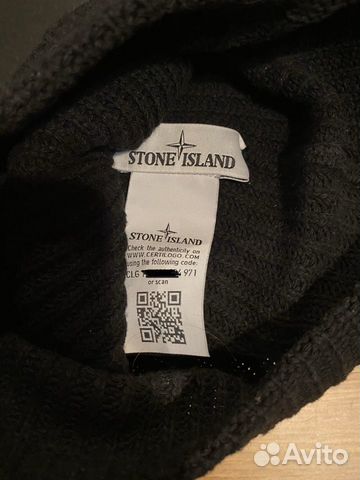 STONE ISLAND
STONE ISLAND
Check the authenticity on
WWW.CERTILOGO.COM
using the following code:
CLG 971
or scan
Avito